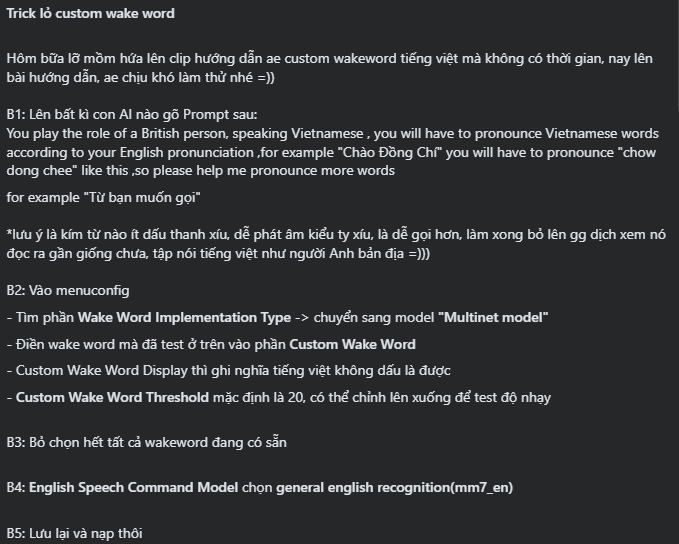 Trick lỏ custom wake word
Hôm bữa lỡ mồm hứa lên clip hướng dẫn ae custom wakeword tiếng việt mà không có thời gian, nay lên
bài hướng dẫn, ae chịu khó làm thử nhé =))
B1: Lên bất kì con AI nào gõ Prompt sau:
You play the role of a British person, speaking Vietnamese , you will have to pronounce Vietnamese words
according to your English pronunciation ,for example "Chào Đồng Chí" you will have to pronounce "chow
dong chee" like this ,so please help me pronounce more words
for example "Từ bạn muốn gọi"
*lưu ý là kím từ nào ít dấu thanh xíu, dễ phát âm kiểu ty xíu, là dễ gọi hơn, làm xong bỏ lên gg dịch xem nó
đọc ra gần giống chưa, tập nói tiếng việt như người Anh bản địa =)))
B2: Vào menuconfig
- Tìm phần Wake Word Implementation Type -> chuyển sang model "Multinet model"
- Điền wake word mà đã test ở trên vào phần Custom Wake Word
- Custom Wake Word Display thì ghi nghĩa tiếng việt không dấu là được
- Custom Wake Word Threshold mặc định là 20, có thể chỉnh lên xuống để test độ nhạy
B3: Bỏ chọn hết tất cả wakeword đang có sẵn
B4: English Speech Command Model chọn general english recognition(mm7_en)
B5: Lưu lại và nạp thôi